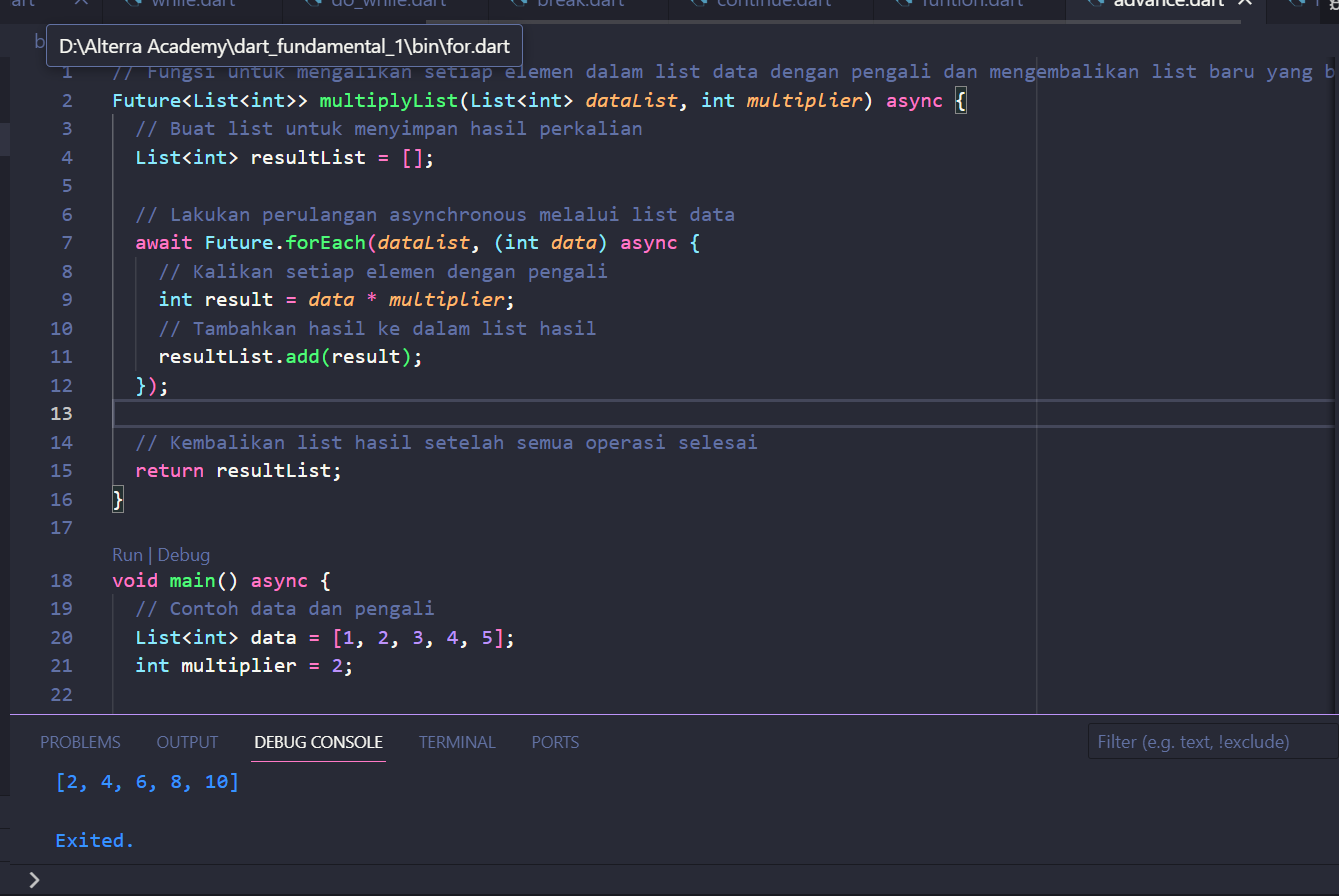 while.dart do_while.dart break.dart continue.dart funtion.dart advance.dart
D:\Alterra Academy\dart_fundamental_1\bin\for.dart
1 // Fungsi untuk mengalikan setiap elemen dalam list data dengan pengali dan mengembalikan list baru yang b
2 Future<List<int>> multiplyList(List<int> dataList, int multiplier) async {
3 // Buat list untuk menyimpan hasil perkalian
4 List<int> resultList = [];
5
6 // Lakukan perulangan asynchronous melalui list data
7 await Future.forEach(dataList, (int data) async {
8 // Kalikan setiap elemen dengan pengali
9 int result = data * multiplier;
10 // Tambahkan hasil ke dalam list hasil
11 resultList.add(result);
12 });
13
14 // Kembalikan list hasil setelah semua operasi selesai
15 return resultList;
16 }
17
Run | Debug
18 void main() async {
19 // Contoh data dan pengali
20 List<int> data = [1, 2, 3, 4, 5];
21 int multiplier = 2;
22
PROBLEMS OUTPUT DEBUG CONSOLE TERMINAL PORTS Filter (e.g. text, !exclude)
[2, 4, 6, 8, 10]
Exited.